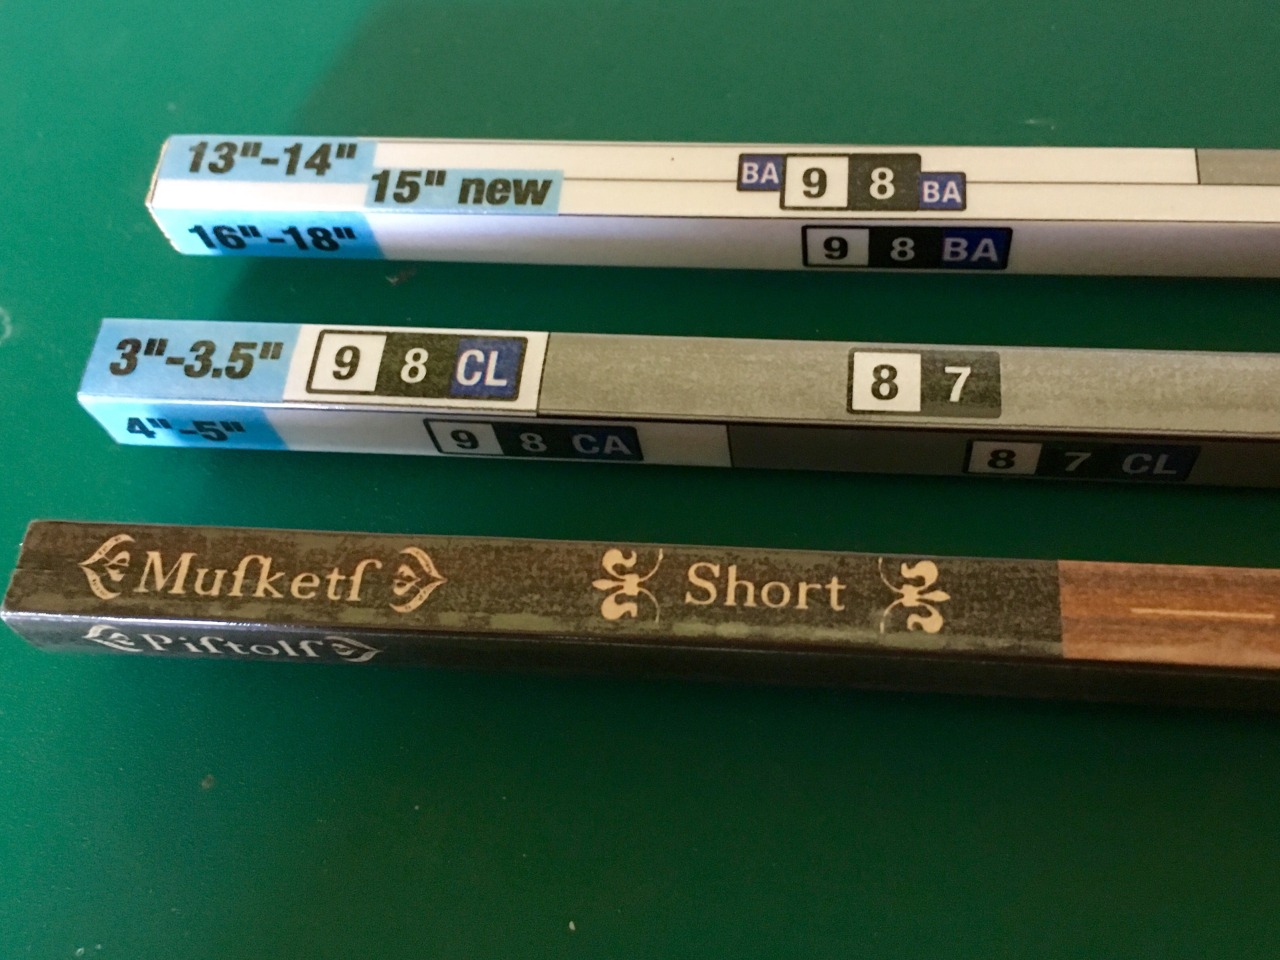 13"-14"
15" new
BA 9 8 BA
16"-18" 9 8 BA
3"-3.5" 9 8 CL 8 7
4"-5" 9 8 CA 8 7 CL
Muſketſ Short
Piſtolſ